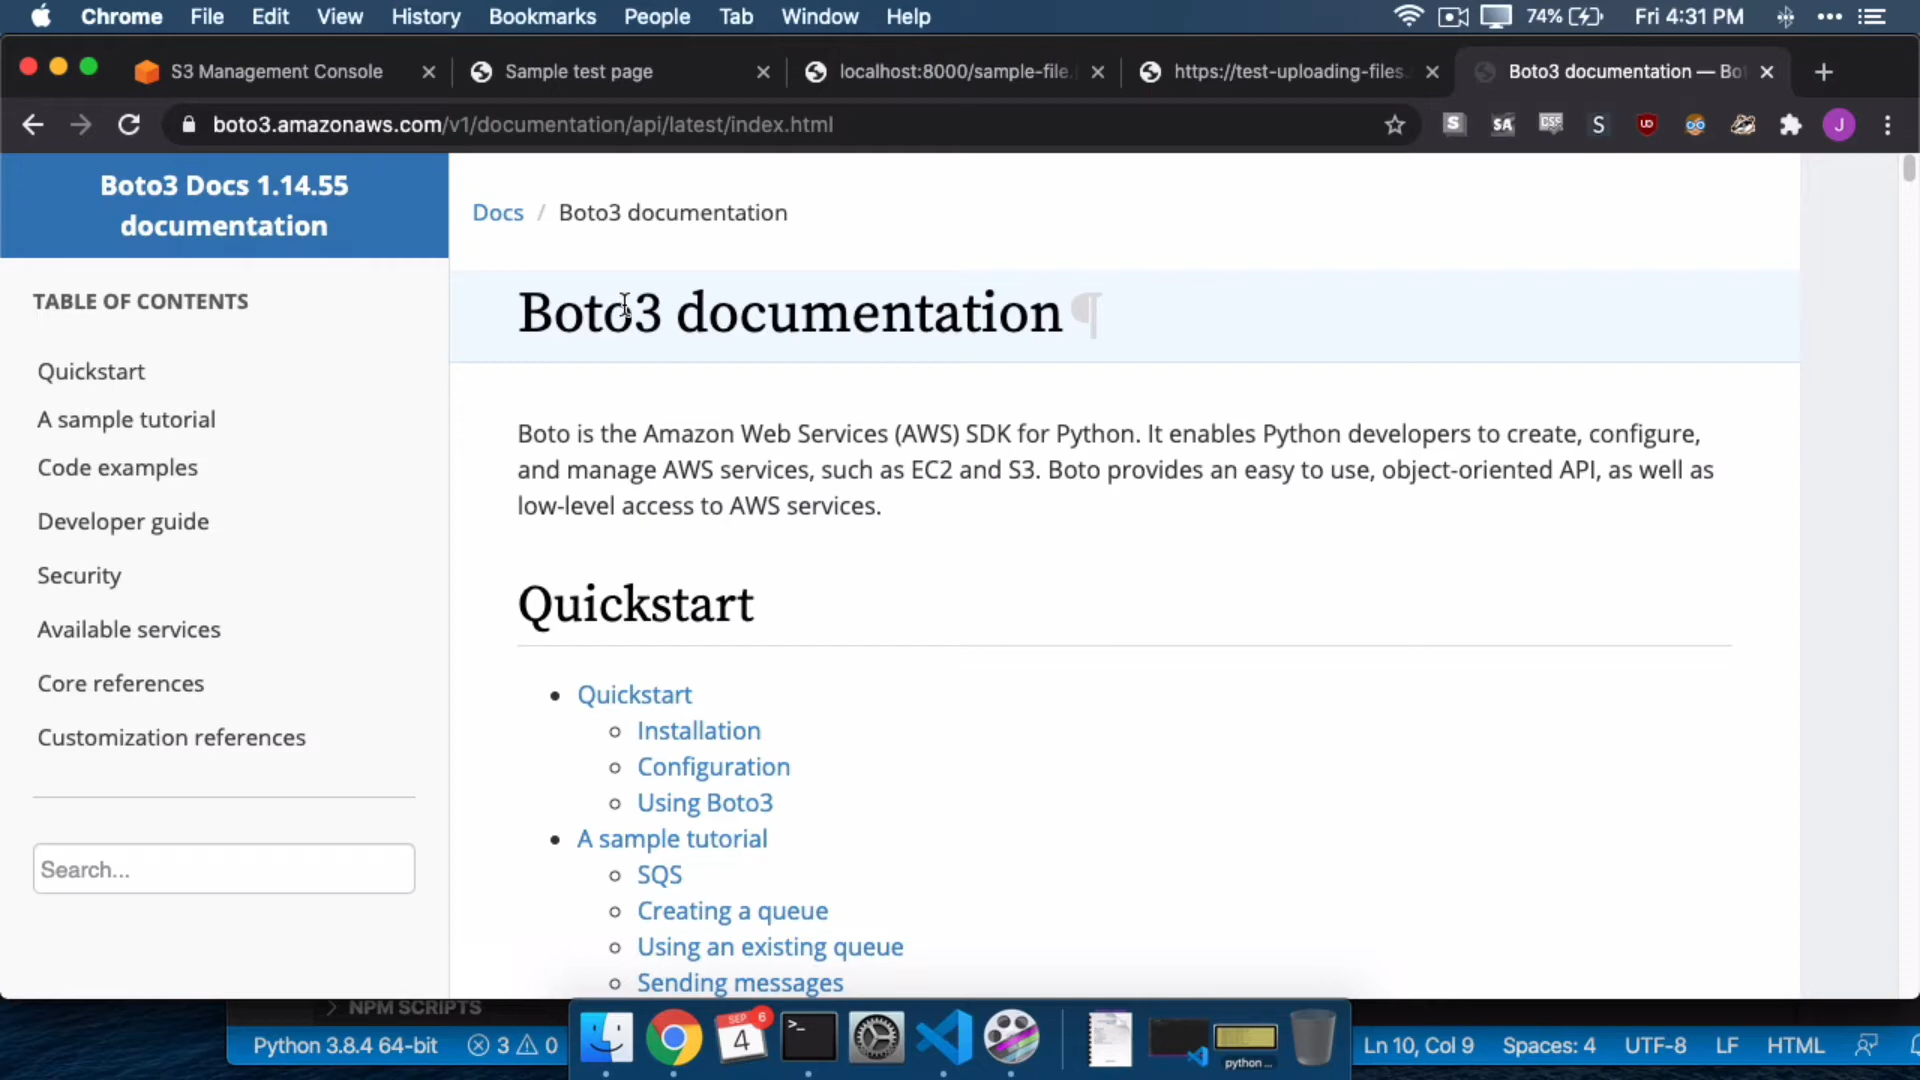 Chrome File Edit View History Bookmarks People Tab Window Help 74% Fri 4:31 PM
S3 Management Console Sample test page localhost:8000/sample-file. https://test-uploading-files. Boto3 documentation — Bo
boto3.amazonaws.com/v1/documentation/api/latest/index.html S SA CSS S UD J
Boto3 Docs 1.14.55
documentation
TABLE OF CONTENTS
Quickstart
A sample tutorial
Code examples
Developer guide
Security
Available services
Core references
Customization references
Search...
Docs / Boto3 documentation
Boto3 documentation ¶
Boto is the Amazon Web Services (AWS) SDK for Python. It enables Python developers to create, configure,
and manage AWS services, such as EC2 and S3. Boto provides an easy to use, object-oriented API, as well as
low-level access to AWS services.
Quickstart
Quickstart
Installation
Configuration
Using Boto3
A sample tutorial
SQS
Creating a queue
Using an existing queue
Sending messages
NPM SCRIPTS
SEP 6
4
python ...
Python 3.8.4 64-bit 3 0 Ln 10, Col 9 Spaces: 4 UTF-8 LF HTML